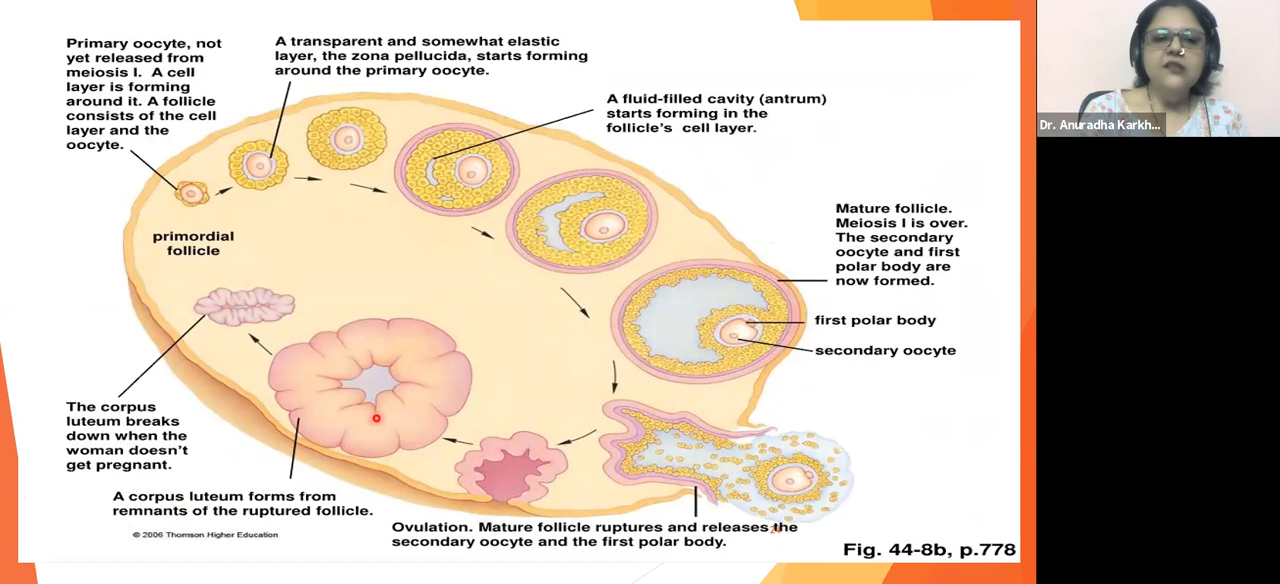 Primary oocyte, not
yet released from
meiosis I. A cell
layer is forming
around it. A follicle
consists of the cell
layer and the
oocyte.
A transparent and somewhat elastic
layer, the zona pellucida, starts forming
around the primary oocyte.
A fluid-filled cavity (antrum)
starts forming in the
follicle's cell layer.
Dr. Anuradha Karkh...
primordial
follicle
Mature follicle.
Meiosis I is over.
The secondary
oocyte and first
polar body are
now formed.
first polar body
secondary oocyte
The corpus
luteum breaks
down when the
woman doesn't
get pregnant.
A corpus luteum forms from
remnants of the ruptured follicle.
© 2006 Thomson Higher Education
Ovulation. Mature follicle ruptures and releases the
secondary oocyte and the first polar body.
Fig. 44-8b, p.778